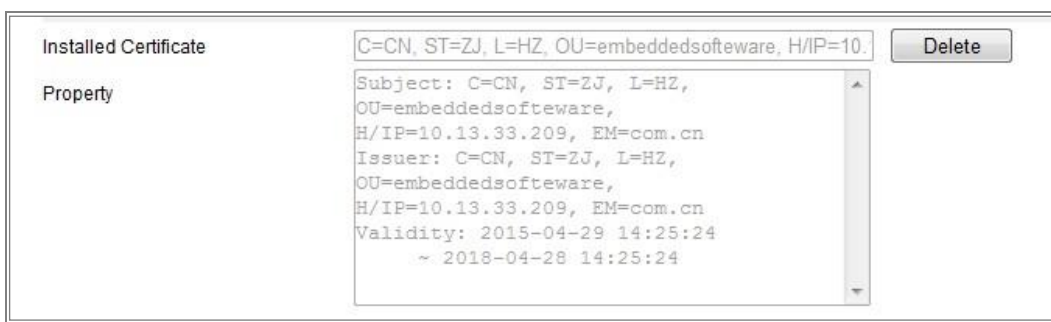 Installed Certificate C=CN, ST=ZJ, L=HZ, OU=embeddedsofteware, H/IP=10. Delete
Property
Subject: C=CN, ST=ZJ, L=HZ,
OU=embeddedsofteware,
H/IP=10.13.33.209, EM=com.cn
Issuer: C=CN, ST=ZJ, L=HZ,
OU=embeddedsofteware,
H/IP=10.13.33.209, EM=com.cn
Validity: 2015-04-29 14:25:24
~ 2018-04-28 14:25:24